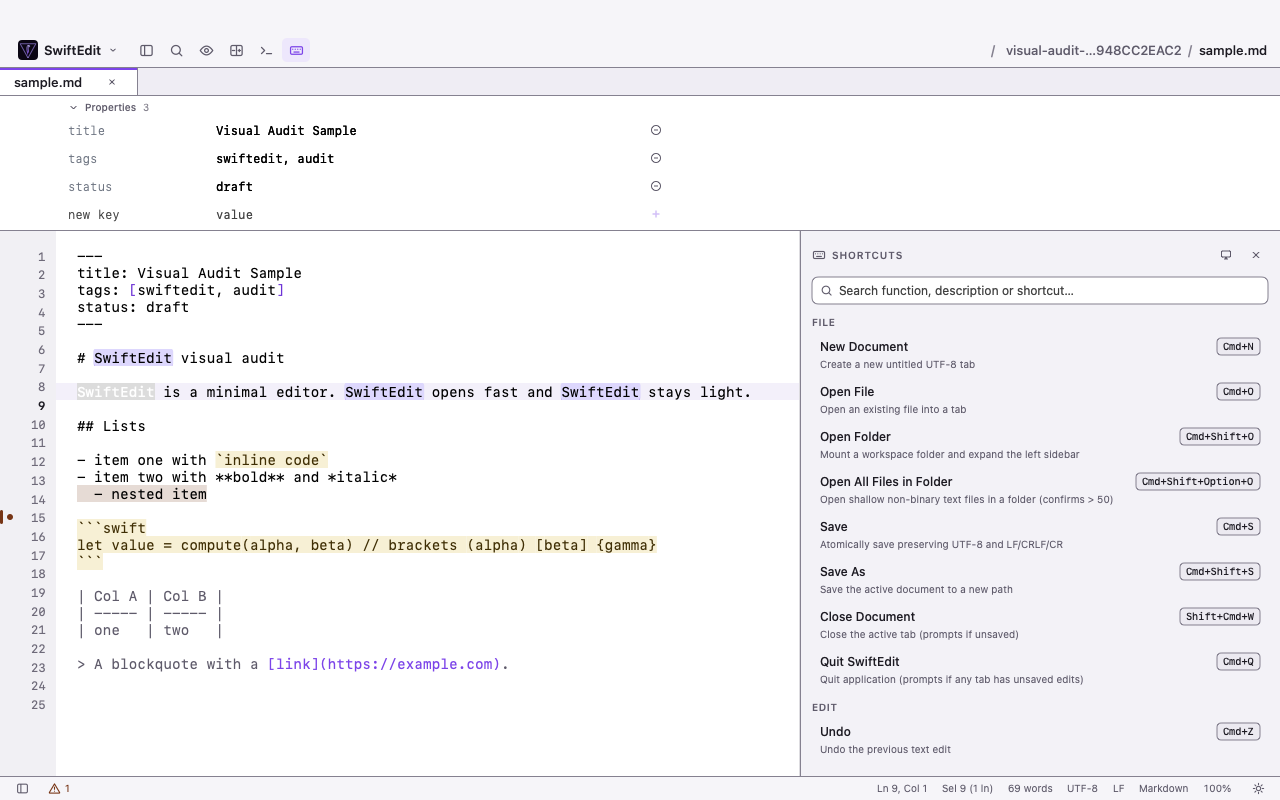 SwiftEdit
/ visual-audit-...948CC2EAC2 / sample.md
sample.md ×
Properties 3
title Visual Audit Sample
tags swiftedit, audit
status draft
new key value +
1 ---
2 title: Visual Audit Sample
3 tags: [swiftedit, audit]
4 status: draft
5 ---
6
7 # SwiftEdit visual audit
8
9 SwiftEdit is a minimal editor. SwiftEdit opens fast and SwiftEdit stays light.
10
11 ## Lists
12
13 - item one with `inline code`
14 - item two with **bold** and *italic*
15   - nested item
16
17 ```swift
18 let value = compute(alpha, beta) // brackets (alpha) [beta] {gamma}
19 ```
20
21 | Col A | Col B |
22 | ----- | ----- |
23 | one   | two   |
24
25 > A blockquote with a [link](https://example.com).
SHORTCUTS
Search function, description or shortcut...
FILE
New Document Cmd+N
Create a new untitled UTF-8 tab
Open File Cmd+O
Open an existing file into a tab
Open Folder Cmd+Shift+O
Mount a workspace folder and expand the left sidebar
Open All Files in Folder Cmd+Shift+Option+O
Open shallow non-binary text files in a folder (confirms > 50)
Save Cmd+S
Atomically save preserving UTF-8 and LF/CRLF/CR
Save As Cmd+Shift+S
Save the active document to a new path
Close Document Shift+Cmd+W
Close the active tab (prompts if unsaved)
Quit SwiftEdit Cmd+Q
Quit application (prompts if any tab has unsaved edits)
EDIT
Undo Cmd+Z
Undo the previous text edit
1
Ln 9, Col 1 Sel 9 (1 ln) 69 words UTF-8 LF Markdown 100%